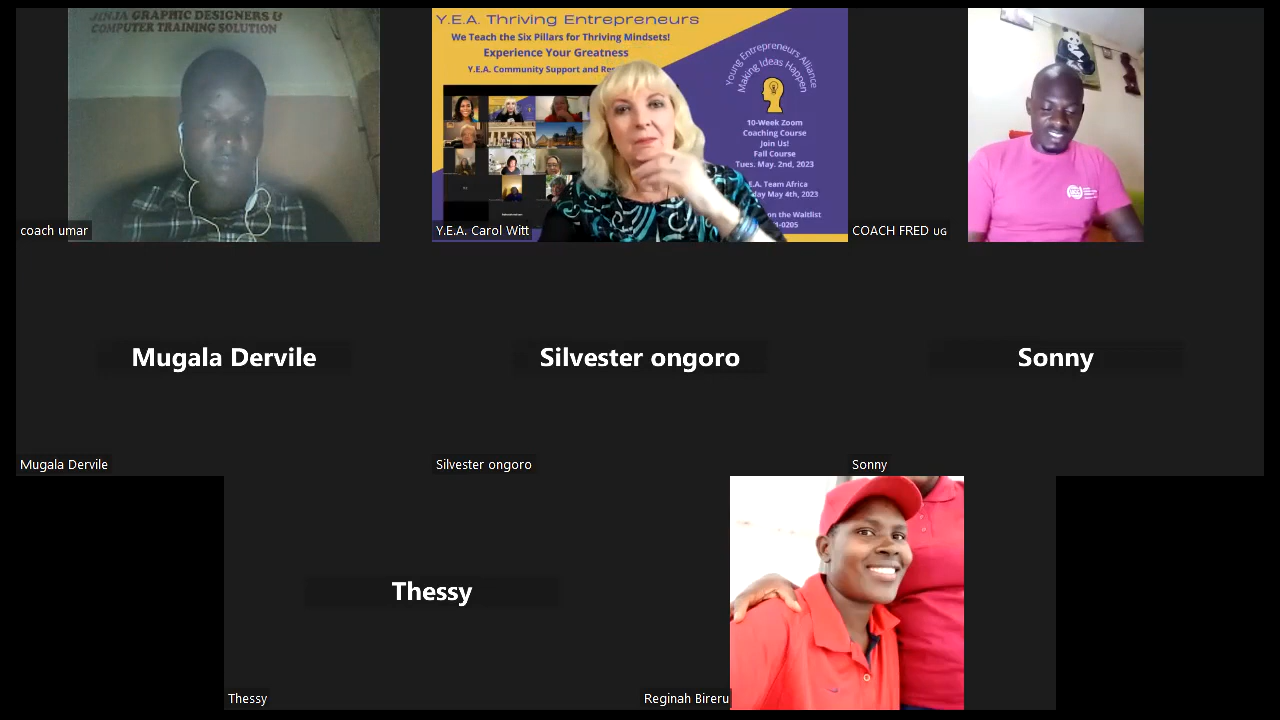 JINJA GRAPHIC DESIGNERS &
COMPUTER TRAINING SOLUTION
coach umar
Y.E.A. Thriving Entrepreneurs
We Teach the Six Pillars for Thriving Mindsets!
Experience Your Greatness
Y.E.A. Community Support and
Young Entrepreneurs Alliance
Making Ideas Happen
10-Week Zoom
Coaching Course
Join Us!
Fall Course
Tues. May. 2nd, 2023
E.A. Team Africa
day May 4th, 2023
on the Waitlist
1-0205
Y.E.A. Carol Witt
COACH FRED UG
Mugala Dervile
Silvester ongoro
Sonny
Mugala Dervile
Silvester ongoro
Sonny
Thessy
Thessy
Reginah Bireru